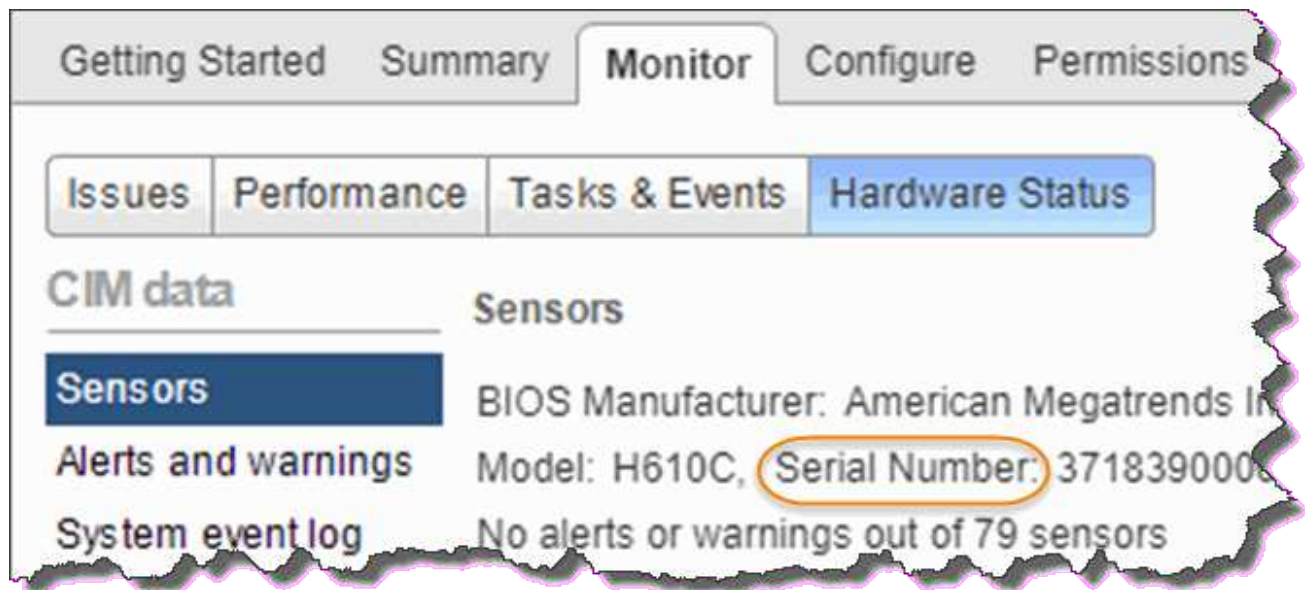 Getting Started Summary Monitor Configure Permissions
Issues Performance Tasks & Events Hardware Status
CIM data
Sensors
Sensors
Alerts and warnings
System event log
BIOS Manufacturer: American Megatrends
Model: H610C, Serial Number:
No alerts or warnings out of 79 sensors